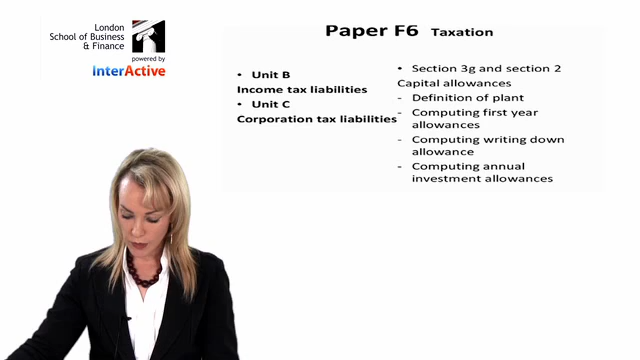 London
School of Business
& Finance
powered by
InterActive
Paper F6 Taxation
• Unit B
Income tax liabilities
• Unit C
Corporation tax liabilities
• Section 3g and section 2
Capital allowances
- Definition of plant
- Computing first year
allowances
- Computing writing down
allowance
- Computing annual
investment allowances